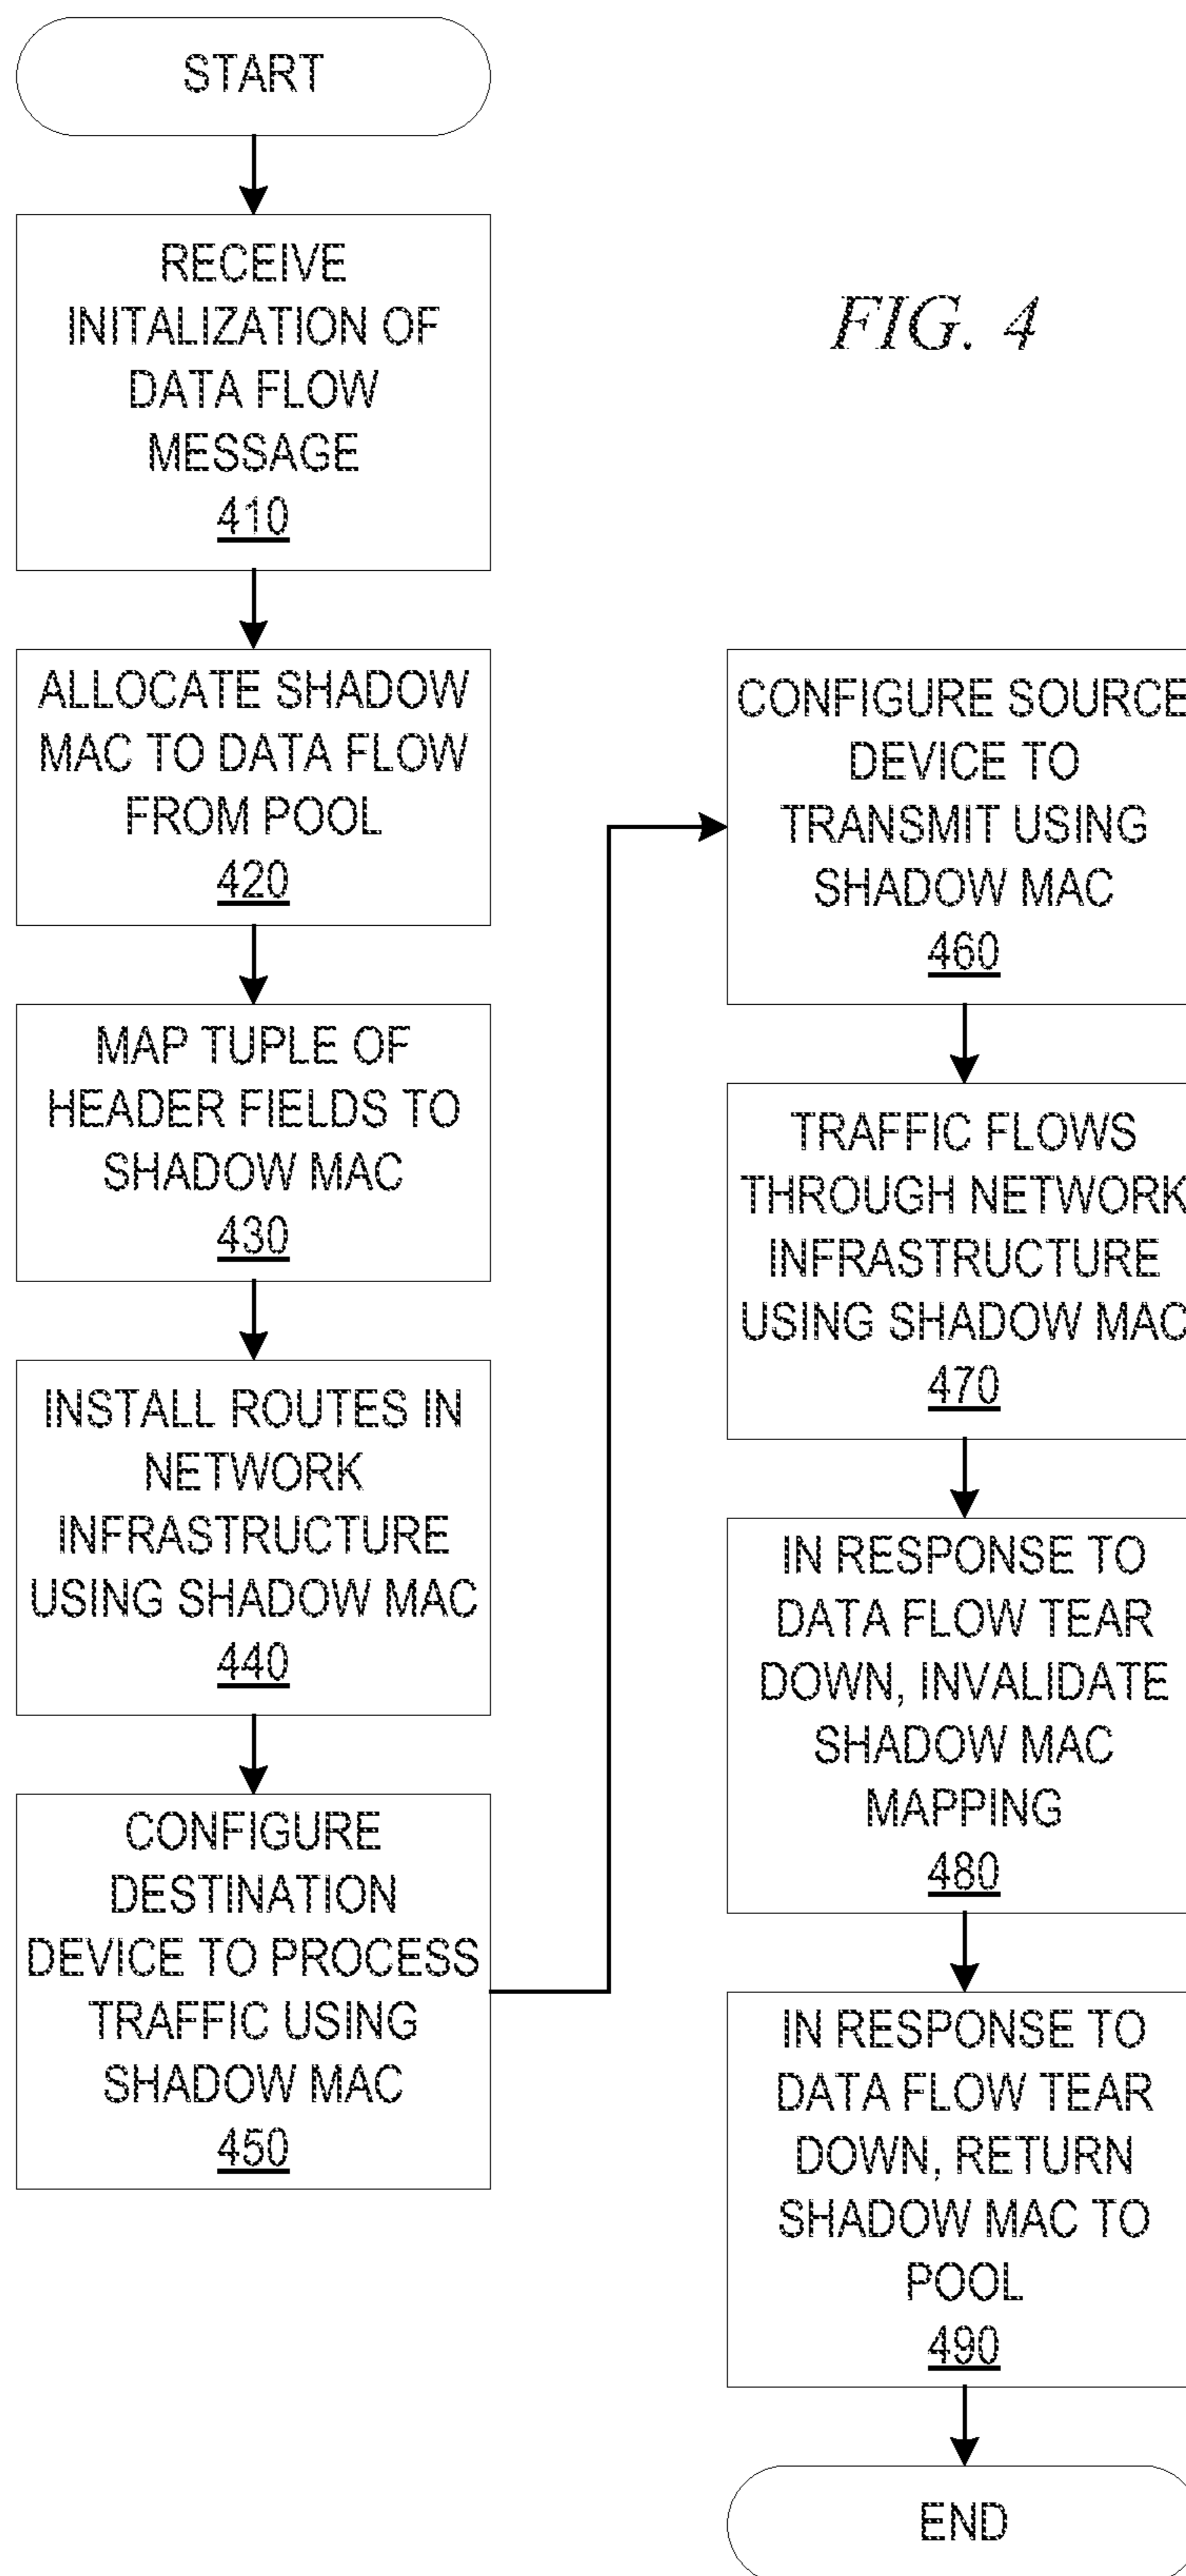 START
RECEIVE
INITALIZATION OF
DATA FLOW
MESSAGE
410
FIG. 4
ALLOCATE SHADOW
MAC TO DATA FLOW
FROM POOL
420
MAP TUPLE OF
HEADER FIELDS TO
SHADOW MAC
430
INSTALL ROUTES IN
NETWORK
INFRASTRUCTURE
USING SHADOW MAC
440
CONFIGURE
DESTINATION
DEVICE TO PROCESS
TRAFFIC USING
SHADOW MAC
450
CONFIGURE SOURCE
DEVICE TO
TRANSMIT USING
SHADOW MAC
460
TRAFFIC FLOWS
THROUGH NETWORK
INFRASTRUCTURE
USING SHADOW MAC
470
IN RESPONSE TO
DATA FLOW TEAR
DOWN, INVALIDATE
SHADOW MAC
MAPPING
480
IN RESPONSE TO
DATA FLOW TEAR
DOWN, RETURN
SHADOW MAC TO
POOL
490
END